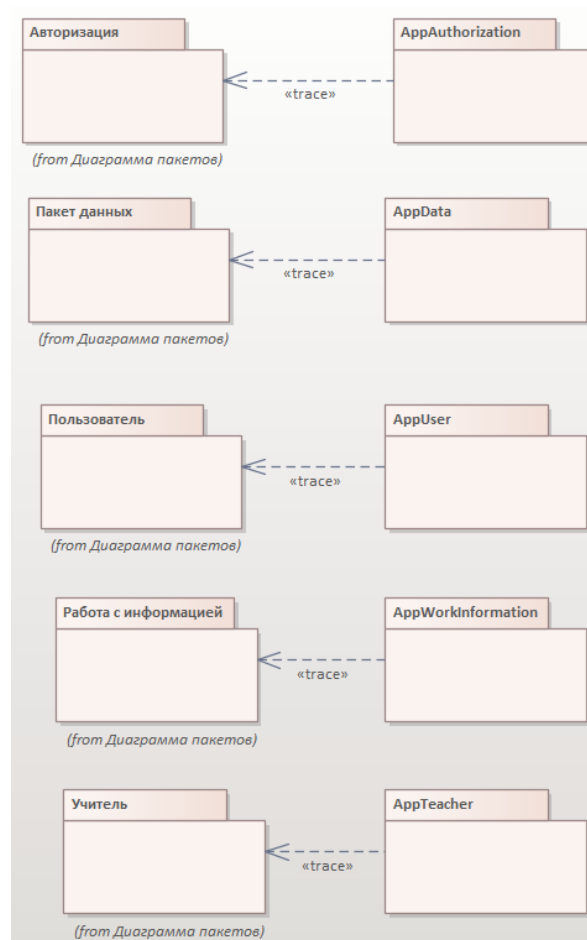 Авторизация
AppAuthorization
«trace»
(from Диаграмма пакетов)
Пакет данных
AppData
«trace»
(from Диаграмма пакетов)
Пользователь
AppUser
«trace»
(from Диаграмма пакетов)
Работа с информацией
AppWorkInformation
«trace»
(from Диаграмма пакетов)
Учитель
AppTeacher
«trace»
(from Диаграмма пакетов)